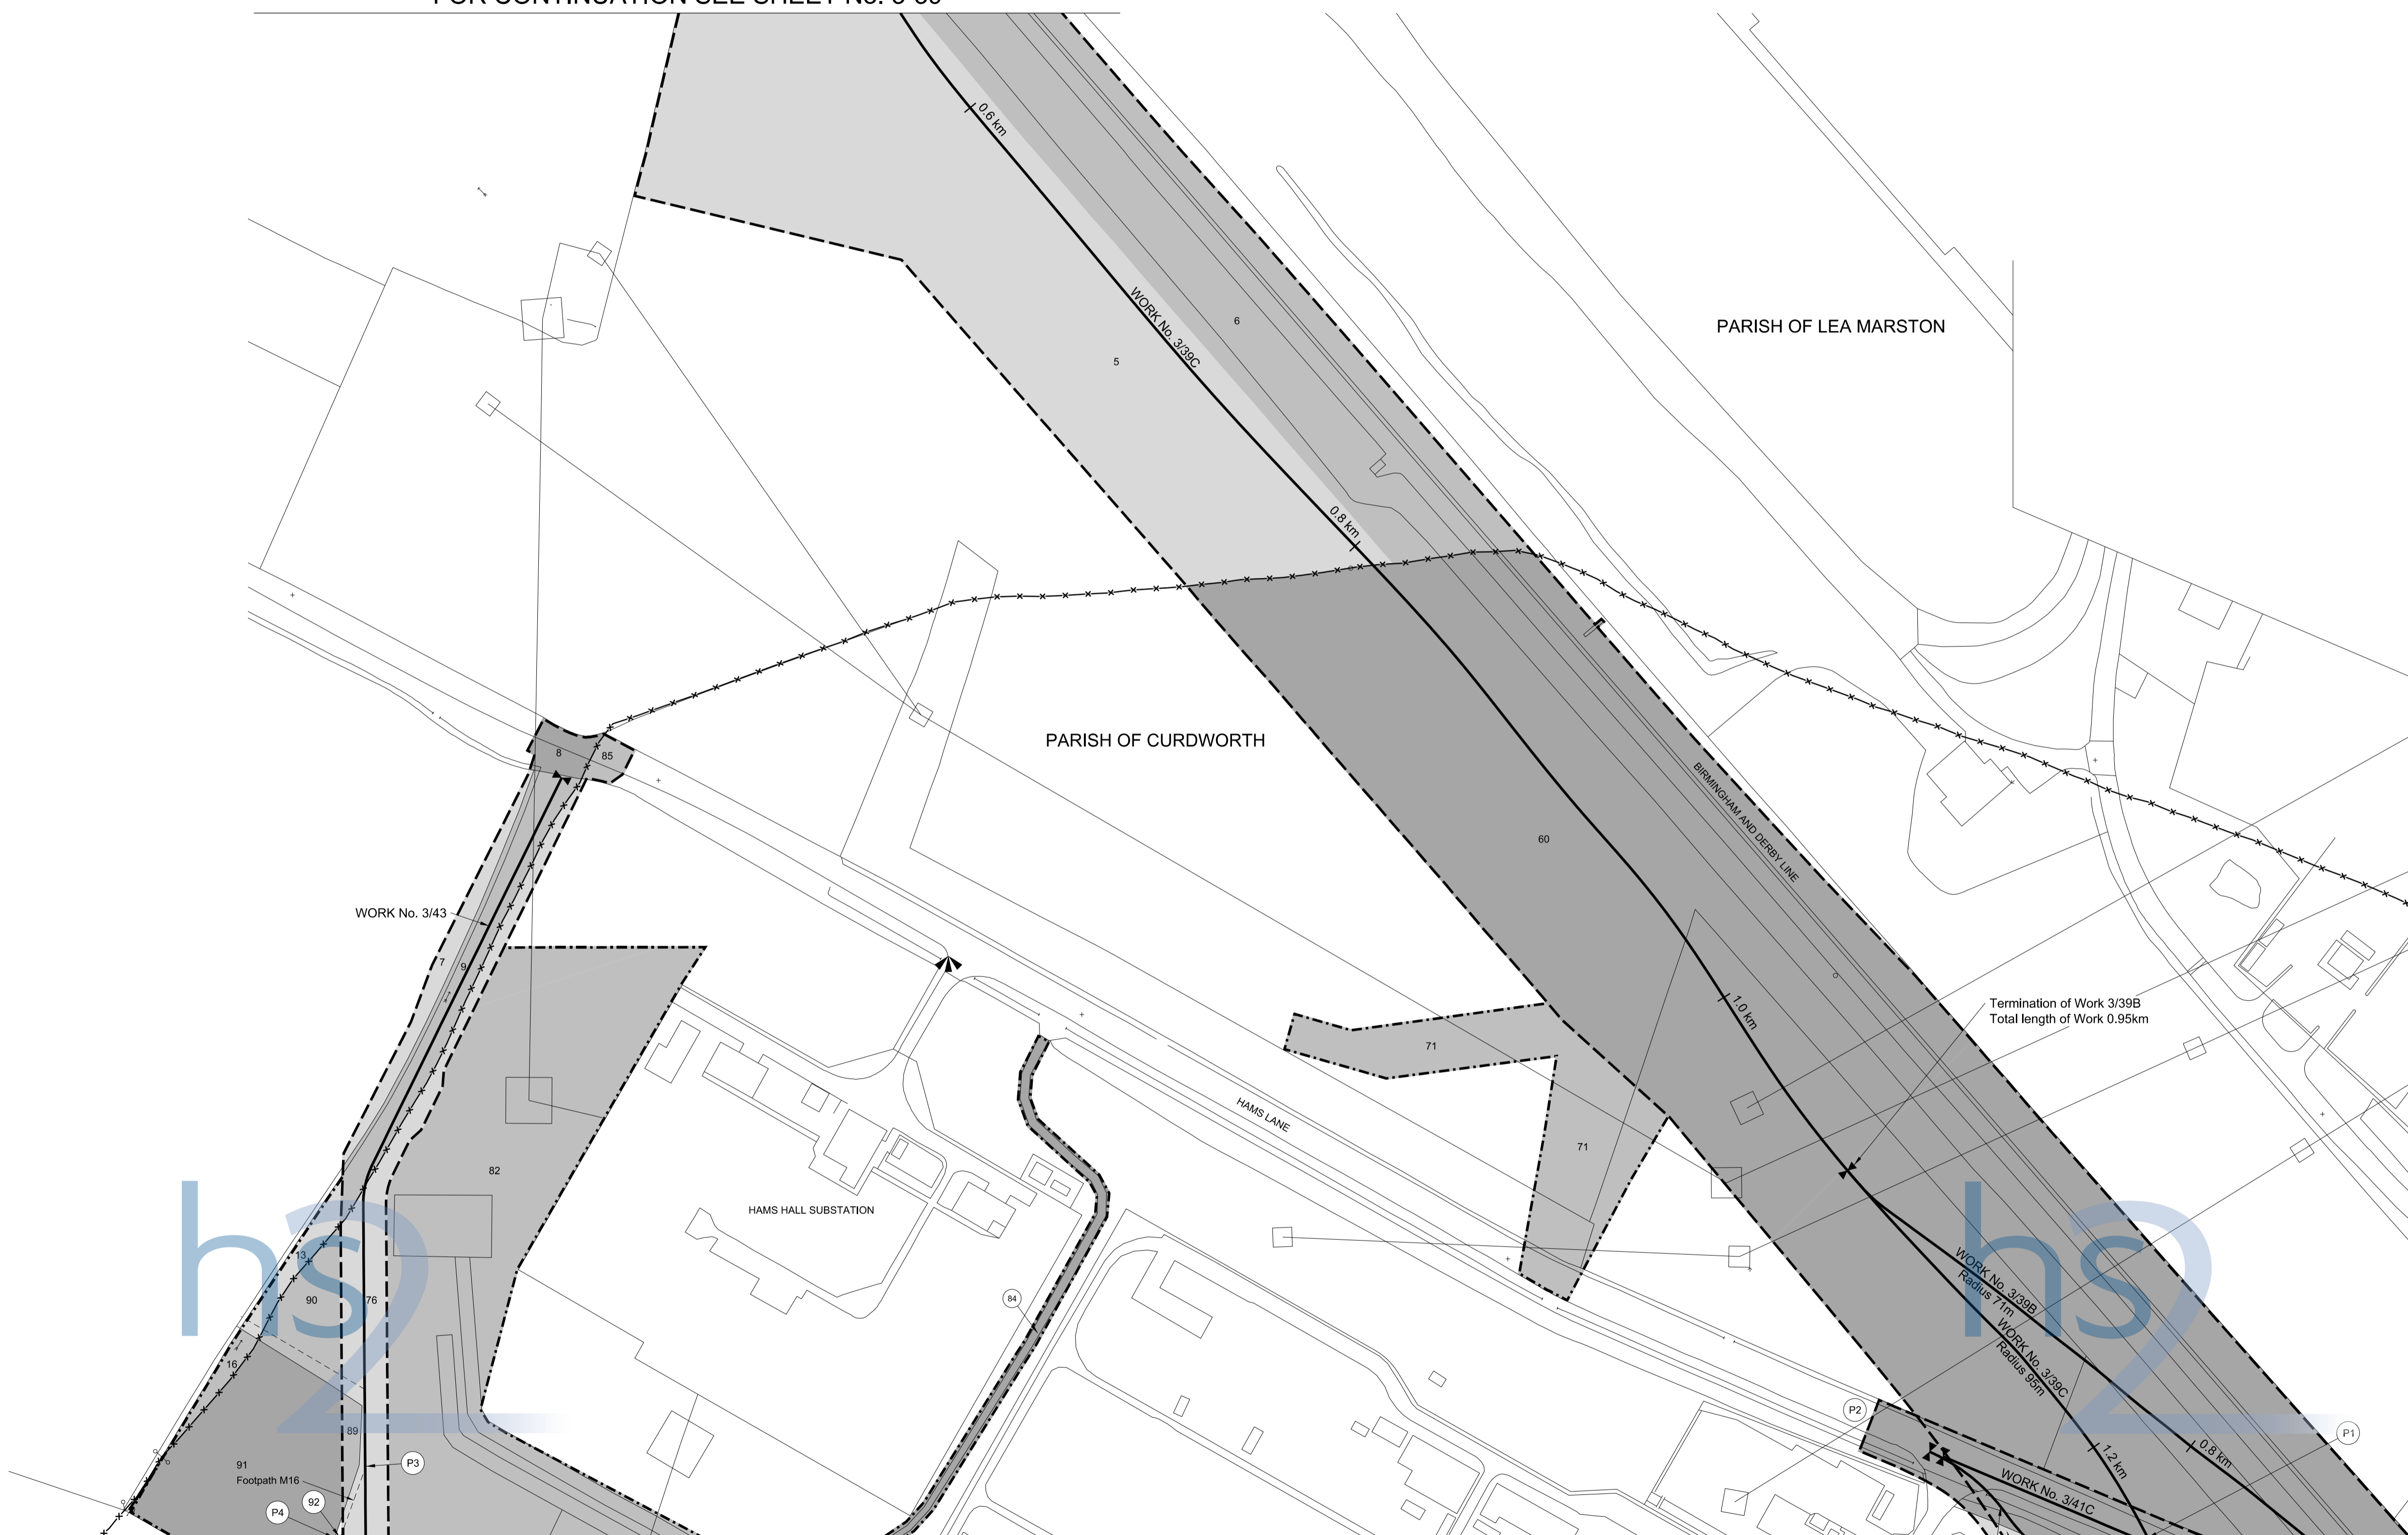 0.6 km
WORK No. 3/39C
6
5
PARISH OF LEA MARSTON
0.8 km
PARISH OF CURDWORTH
8
85
BIRMINGHAM AND DERBY LINE
60
WORK No. 3/43
7
9
1.0 km
Termination of Work 3/39B
Total length of Work 0.95km
71
HAMS LANE
71
82
HAMS HALL SUBSTATION
13
90
76
84
WORK No. 3/39B
Radius 71m
WORK No. 3/39C
Radius 95m
hs2
hs2
16
89
P2
P1
1.2 km
0.8 km
91
Footpath M16
P3
P4
92
WORK No. 3/41C